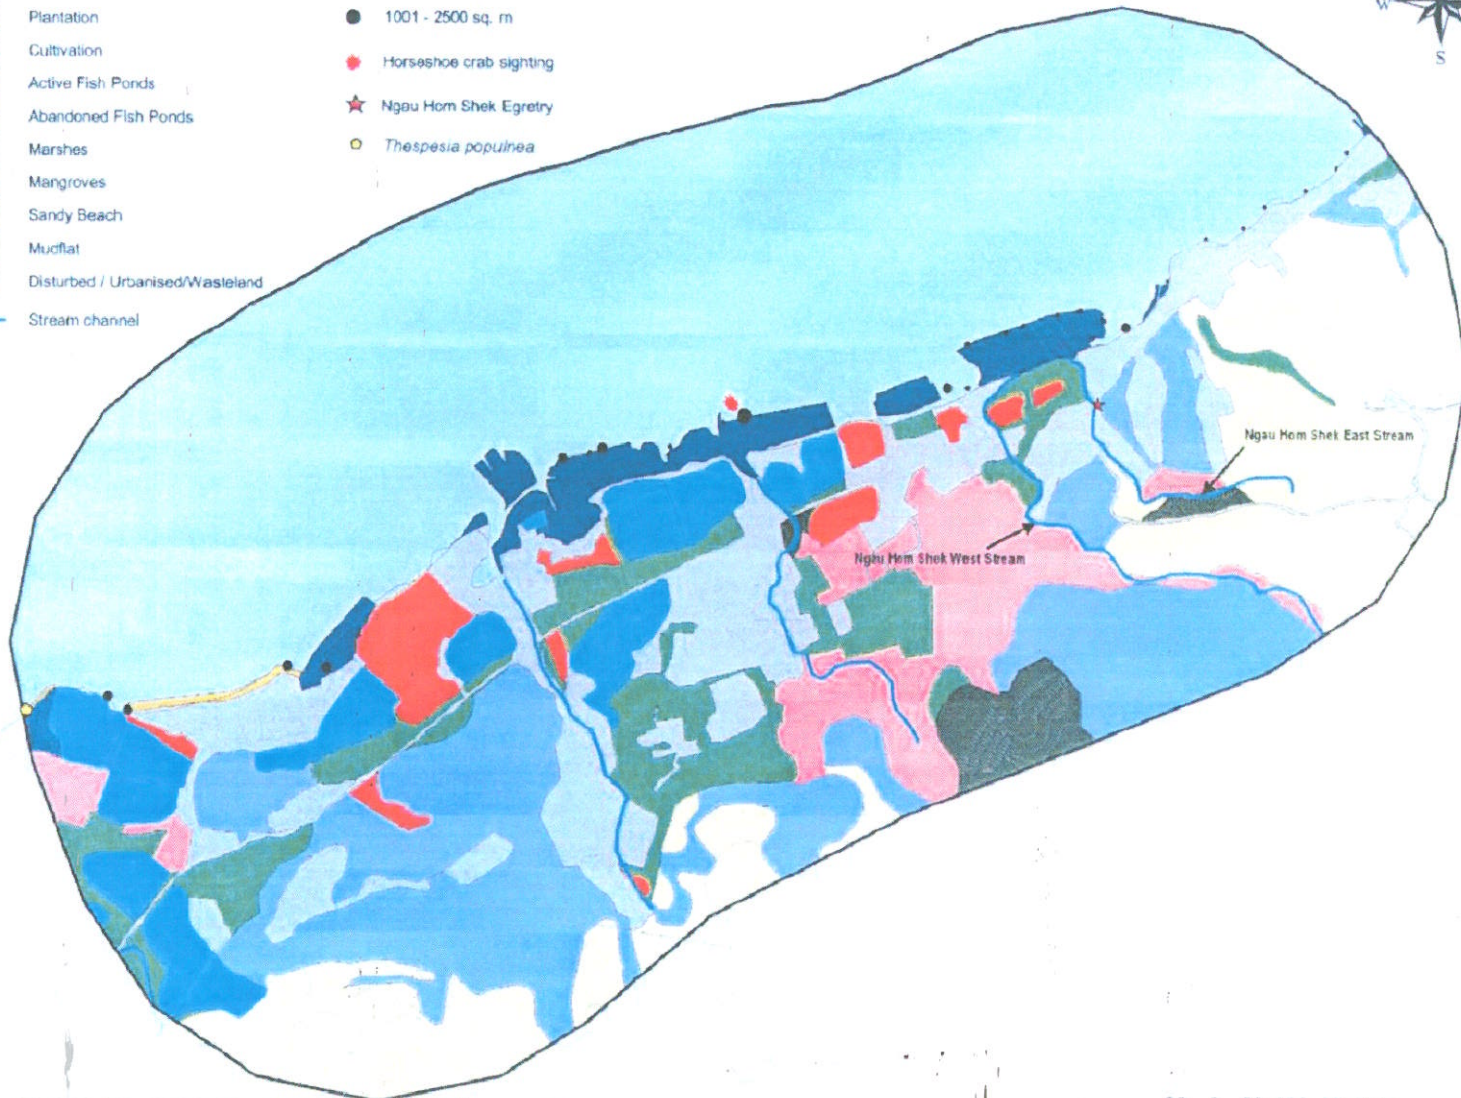 Plantation
Cultivation
Active Fish Ponds
Abandoned Fish Ponds
Marshes
Mangroves
Sandy Beach
Mudflat
Disturbed / Urbanised/Wasteland
Stream channel
1001 - 2500 sq. m
Horseshoe crab sighting
Ngau Hom Shek Egretry
Thespesia populnea
W
S
Ngau Hom Shek East Stream
Ngau Hom Shek West Stream